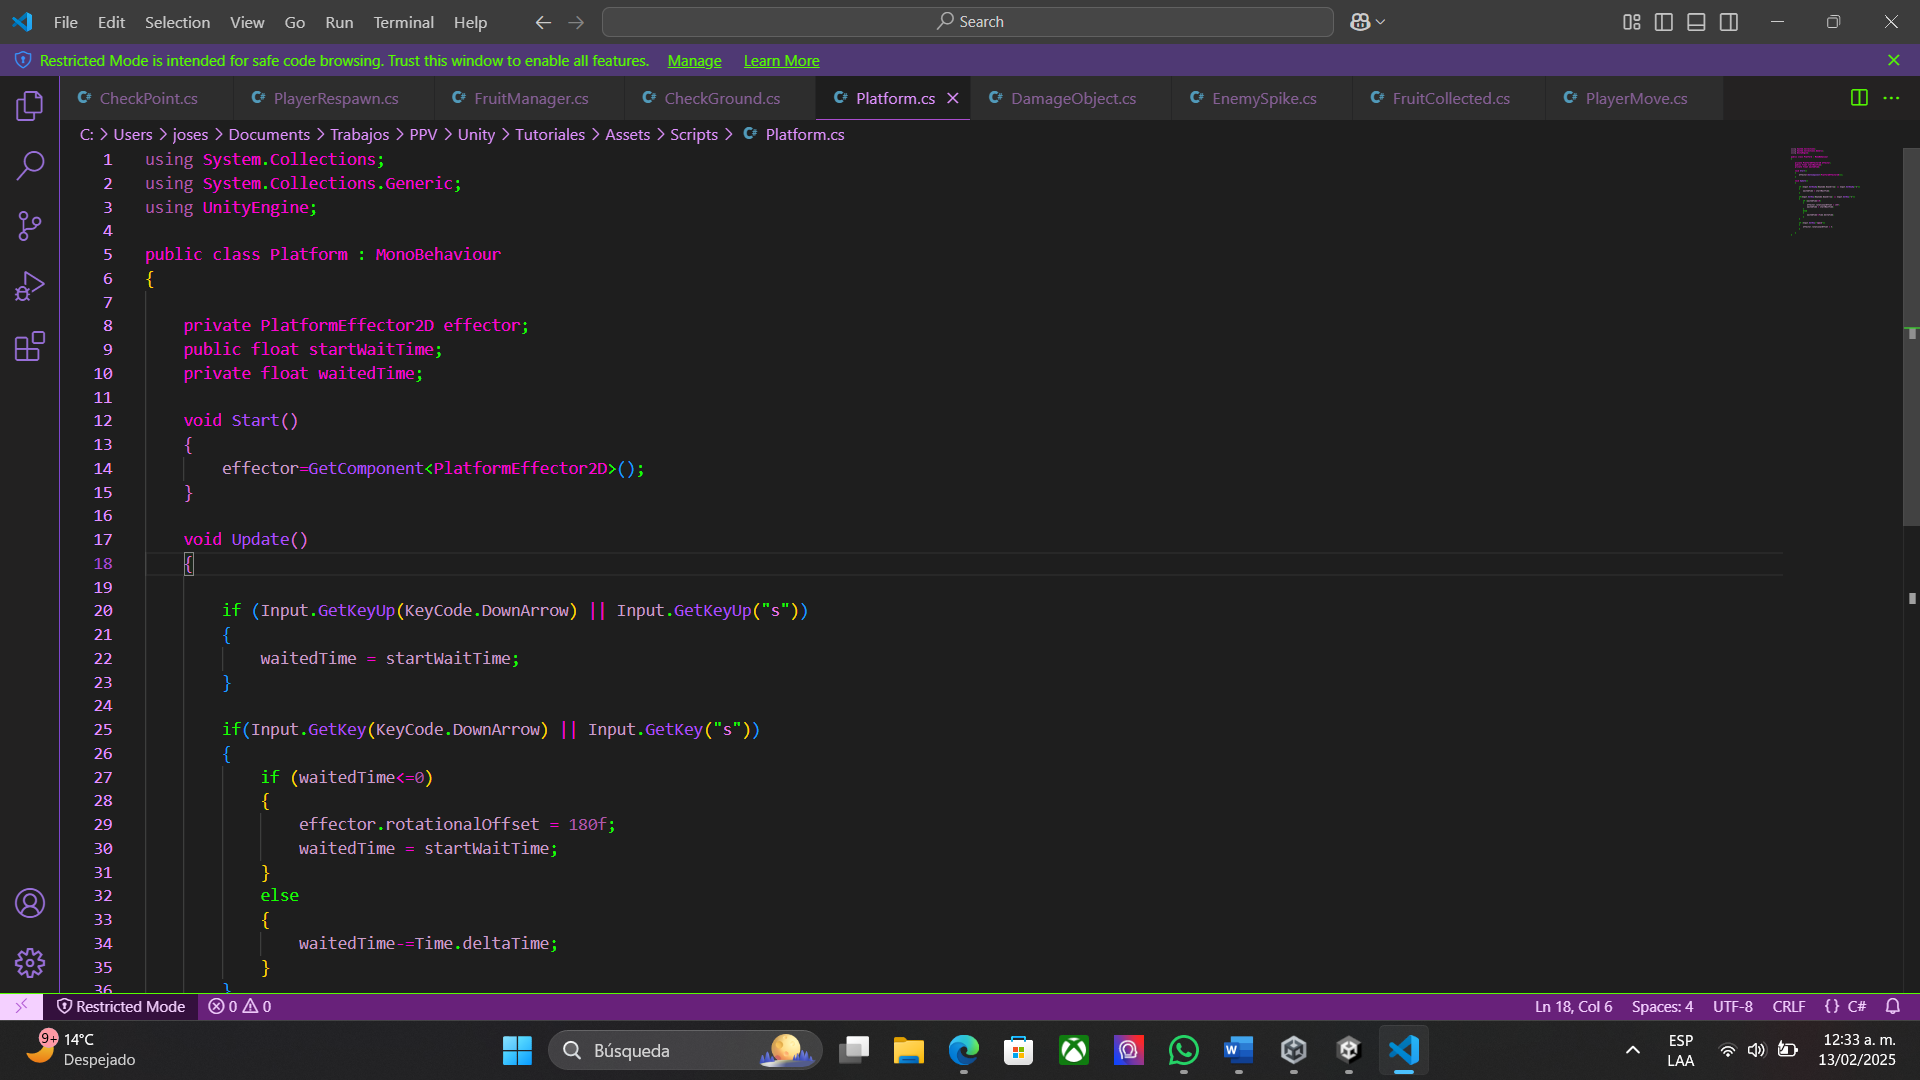 File Edit Selection View Go Run Terminal Help Search
Restricted Mode is intended for safe code browsing. Trust this window to enable all features. Manage Learn More
CheckPoint.cs PlayerRespawn.cs FruitManager.cs CheckGround.cs Platform.cs DamageObject.cs EnemySpike.cs FruitCollected.cs PlayerMove.cs
C: > Users > joses > Documents > Trabajos > PPV > Unity > Tutoriales > Assets > Scripts > Platform.cs
1 using System.Collections;
2 using System.Collections.Generic;
3 using UnityEngine;
4
5 public class Platform : MonoBehaviour
6 {
7
8 private PlatformEffector2D effector;
9 public float startWaitTime;
10 private float waitedTime;
11
12 void Start()
13 {
14 effector=GetComponent<PlatformEffector2D>();
15 }
16
17 void Update()
18 {
19
20 if (Input.GetKeyUp(KeyCode.DownArrow) || Input.GetKeyUp("s"))
21 {
22 waitedTime = startWaitTime;
23 }
24
25 if(Input.GetKey(KeyCode.DownArrow) || Input.GetKey("s"))
26 {
27 if (waitedTime<=0)
28 {
29 effector.rotationalOffset = 180f;
30 waitedTime = startWaitTime;
31 }
32 else
33 {
34 waitedTime-=Time.deltaTime;
35 }
36 }
Restricted Mode 0 0 Ln 18, Col 6 Spaces: 4 UTF-8 CRLF {} C#
9+ 14°C
Despejado
Búsqueda
ESP
LAA
12:33 a. m.
13/02/2025